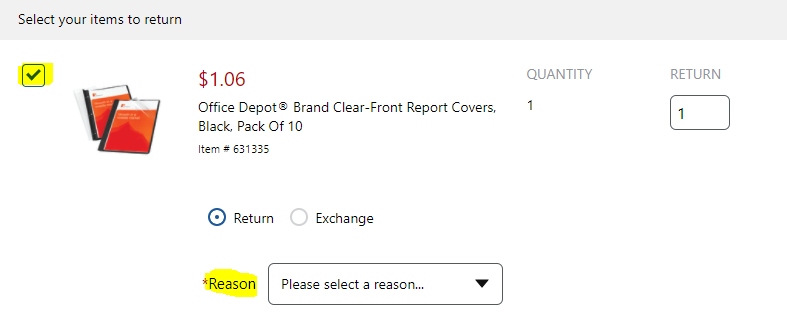 Select your items to return
$1.06
QUANTITY
RETURN
Office Depot® Brand Clear-Front Report Covers,
1
1
Black, Pack Of 10
Item # 631335
Return
Exchange
*Reason
Please select a reason...